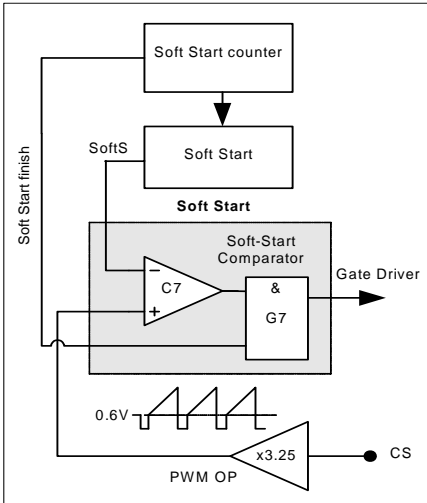 Soft Start counter
SoftS
Soft Start
Soft Start finish
Soft Start
Soft-Start
Comparator
Gate Driver
−
C7
+
&
G7
0.6V
x3.25
CS
PWM OP